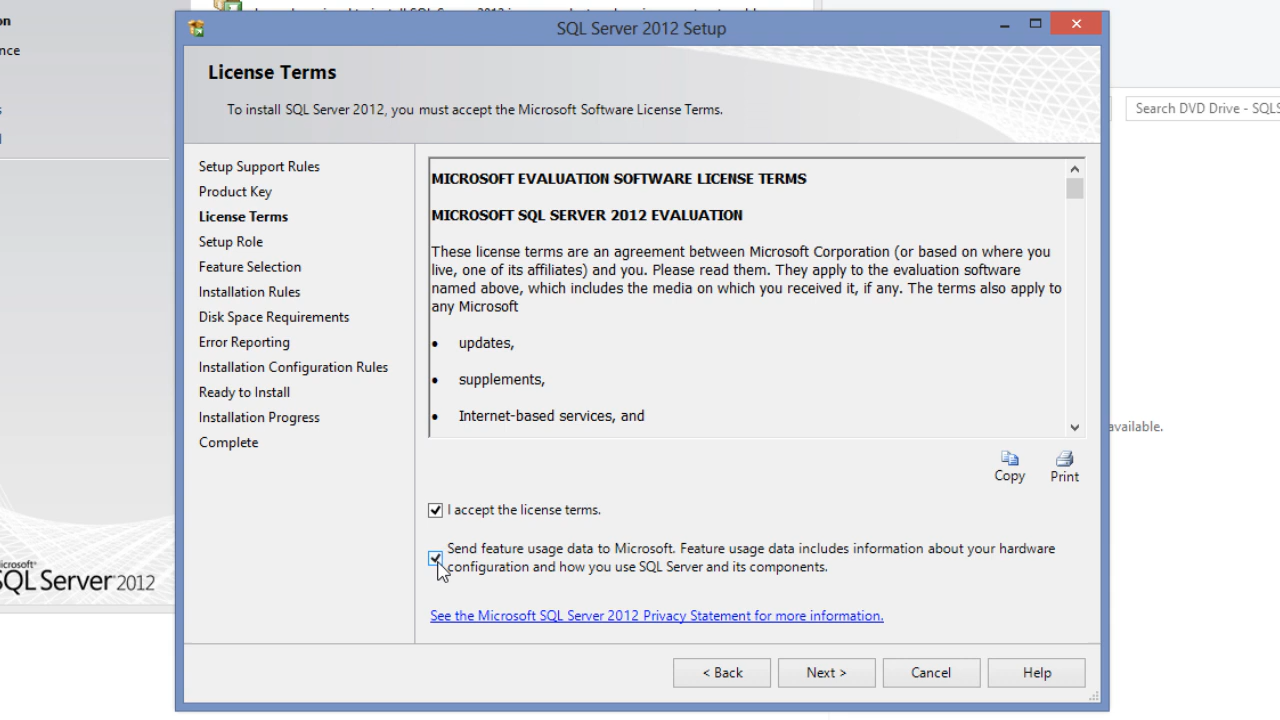 SQL Server 2012 Setup
on
nce
s
Search DVD Drive - SQLS
License Terms
To install SQL Server 2012, you must accept the Microsoft Software License Terms.
Setup Support Rules
Product Key
License Terms
Setup Role
Feature Selection
Installation Rules
Disk Space Requirements
Error Reporting
Installation Configuration Rules
Ready to Install
Installation Progress
Complete
MICROSOFT EVALUATION SOFTWARE LICENSE TERMS
MICROSOFT SQL SERVER 2012 EVALUATION
These license terms are an agreement between Microsoft Corporation (or based on where you
live, one of its affiliates) and you. Please read them. They apply to the evaluation software
named above, which includes the media on which you received it, if any. The terms also apply to
any Microsoft
• updates,
• supplements,
• Internet-based services, and
available.
Copy
Print
I accept the license terms.
Send feature usage data to Microsoft. Feature usage data includes information about your hardware
configuration and how you use SQL Server and its components.
See the Microsoft SQL Server 2012 Privacy Statement for more information.
icrosoft*
SQL Server 2012
< Back
Next >
Cancel
Help